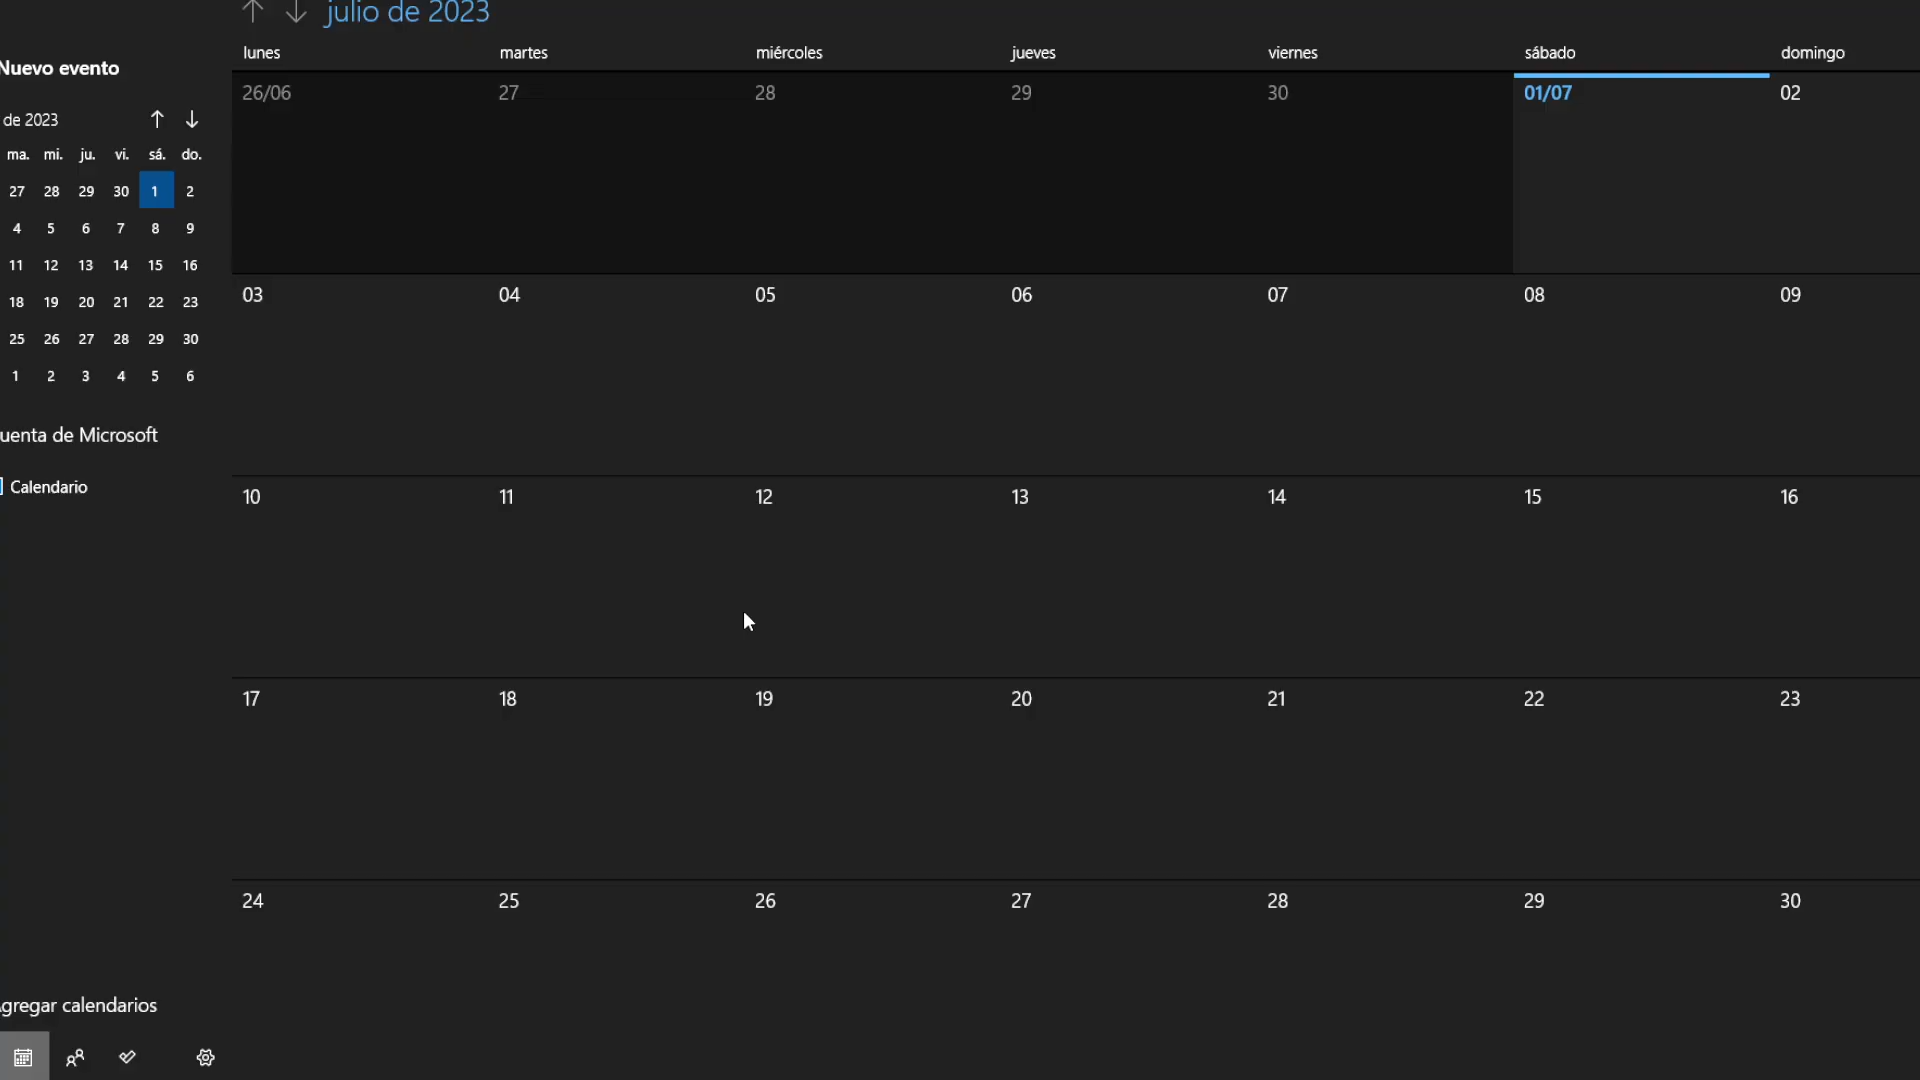 julio de 2023
lunes martes miércoles jueves viernes sábado domingo
Nuevo evento
26/06 27 28 29 30 01/07 02
de 2023
ma. mi. ju. vi. sá. do.
27 28 29 30 1 2
4 5 6 7 8 9
11 12 13 14 15 16
18 19 20 21 22 23
25 26 27 28 29 30
1 2 3 4 5 6
03 04 05 06 07 08 09
uenta de Microsoft
Calendario
10 11 12 13 14 15 16
17 18 19 20 21 22 23
24 25 26 27 28 29 30
gregar calendarios